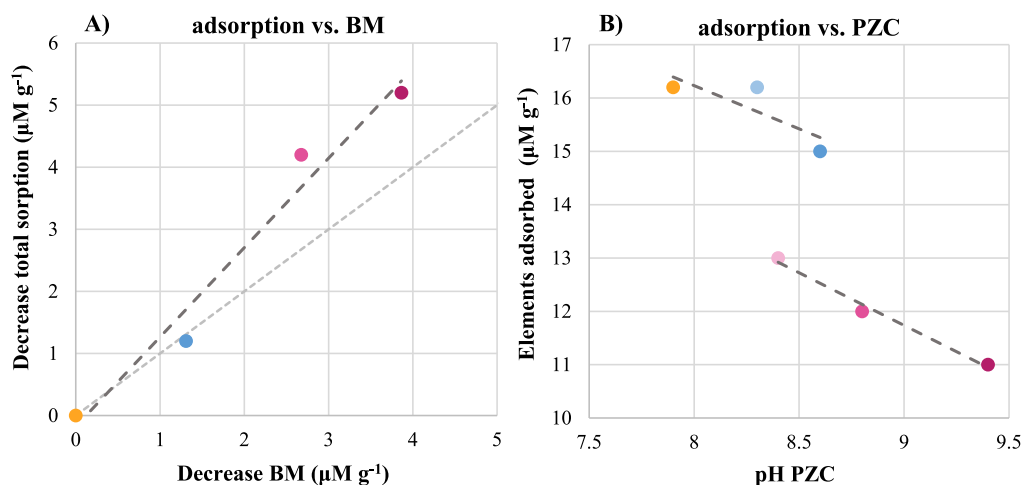 A)
adsorption vs. BM
Decrease total sorption (μM g⁻¹)
6
5
4
3
2
1
0
0 1 2 3 4 5
Decrease BM (μM g⁻¹)
B)
adsorption vs. PZC
Elements adsorbed (μM g⁻¹)
17
16
15
14
13
12
11
10
7.5 8 8.5 9 9.5
pH PZC